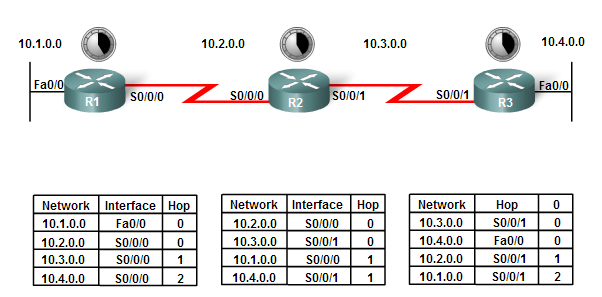 10.1.0.0
10.2.0.0
10.3.0.0
10.4.0.0
Fa0/0
R1
S0/0/0
S0/0/0
R2
S0/0/1
S0/0/1
R3
Fa0/0
Network Interface Hop
10.1.0.0 Fa0/0 0
10.2.0.0 S0/0/0 0
10.3.0.0 S0/0/0 1
10.4.0.0 S0/0/0 2
Network Interface Hop
10.2.0.0 S0/0/0 0
10.3.0.0 S0/0/1 0
10.1.0.0 S0/0/0 1
10.4.0.0 S0/0/1 1
Network Hop 0
10.3.0.0 S0/0/1 0
10.4.0.0 Fa0/0 0
10.2.0.0 S0/0/1 1
10.1.0.0 S0/0/1 2